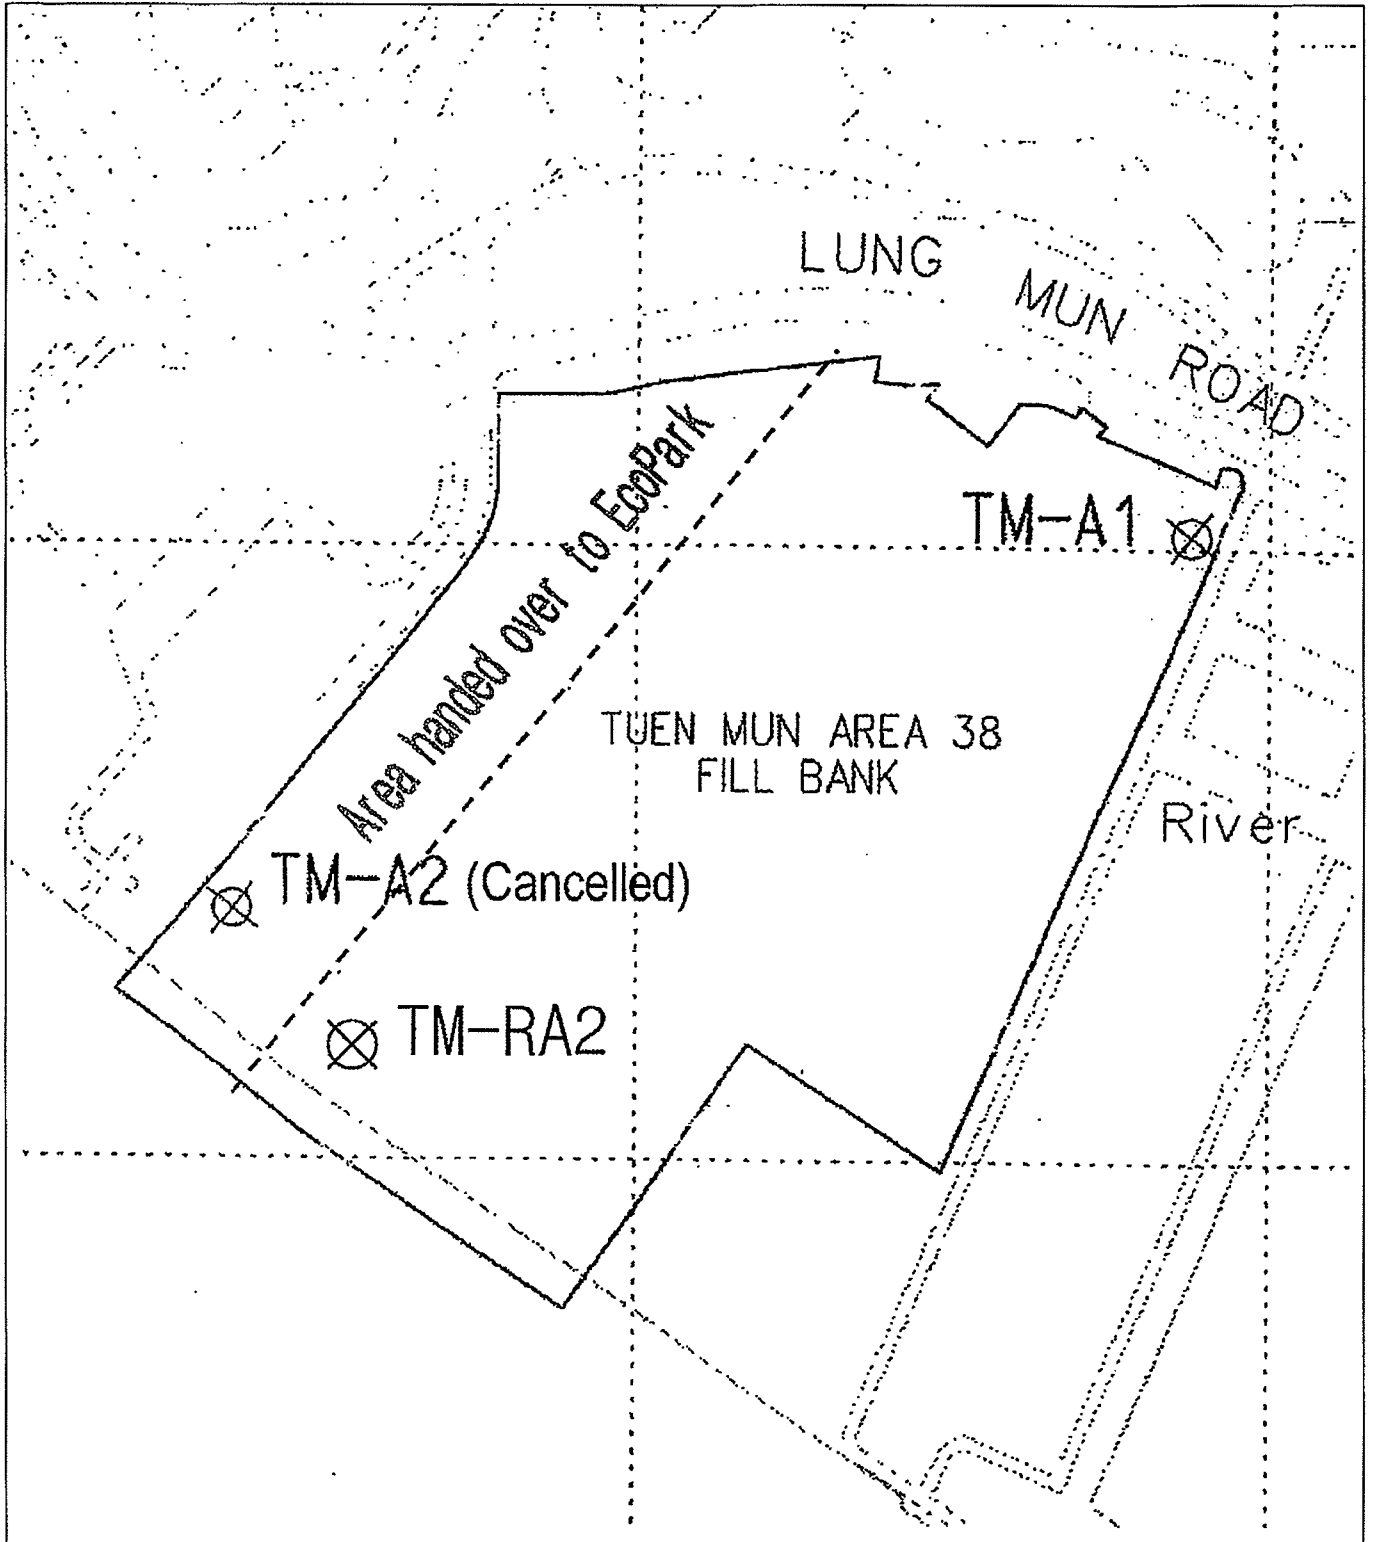 LUNG MUN ROAD
Area handed over to EcoPark
TM-A1
TUEN MUN AREA 38
FILL BANK
River
TM-A2 (Cancelled)
TM-RA2